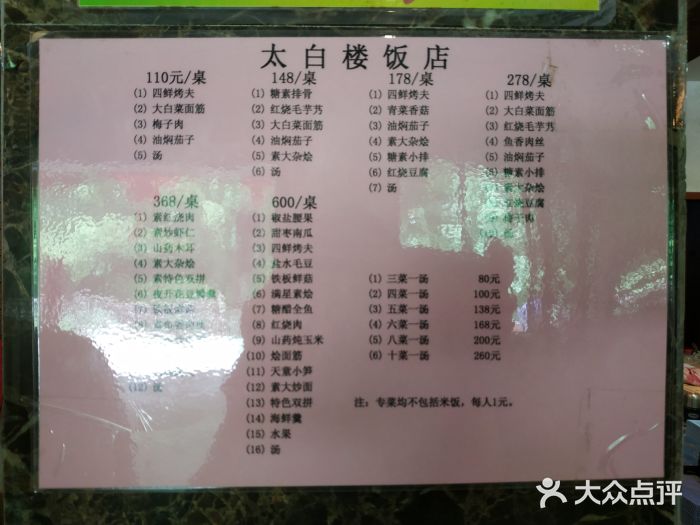 太白楼饭店
110元/桌
(1) 四鲜烤夫
(2) 大白菜面筋
(3) 梅子肉
(4) 油焖茄子
(5) 汤
148/桌
(1) 糖素排骨
(2) 红烧毛芋艿
(3) 大白菜面筋
(4) 油焖茄子
(5) 素大杂烩
(6) 汤
178/桌
(1) 四鲜烤夫
(2) 青菜香菇
(3) 油焖茄子
(4) 素大杂烩
(5) 糖素小排
(6) 红烧豆腐
(7) 汤
278/桌
(1) 四鲜烤夫
(2) 大白菜面筋
(3) 红烧毛芋艿
(4) 鱼香肉丝
(5) 油焖茄子
糖素小排
素大杂烩
368/桌
(1) 素红烧肉
(2) 素炒虾仁
(3) 山药木耳
(4) 素大杂烩
(5) 素特色双拼
(6) 夜开花豆瓣羹
(12) 汤
600/桌
(1) 椒盐腰果
(2) 甜枣南瓜
(3) 四鲜烤夫
(4) 盐水毛豆
(5) 铁板鲜菇
(6) 满星素烩
(7) 糖醋全鱼
(8) 红烧肉
(9) 山药炖玉米
(10) 烩面筋
(11) 天童小笋
(12) 素大炒面
(13) 特色双拼
(14) 海鲜羹
(15) 水果
(16) 汤
(1) 三菜一汤 80元
(2) 四菜一汤 100元
(3) 五菜一汤 138元
(4) 六菜一汤 168元
(5) 八菜一汤 200元
(6) 十菜一汤 260元
注：专菜均不包括米饭，每人1元。
大众点评